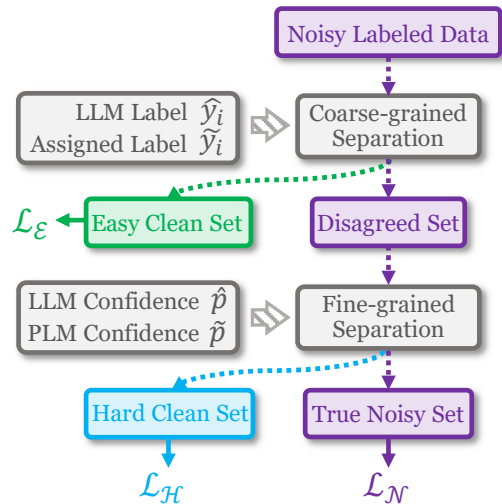 Noisy Labeled Data
LLM Label ŷᵢ
Assigned Label ỹᵢ
Coarse-grained
Separation
ℒ_ℰ
Easy Clean Set
Disagreed Set
LLM Confidence p̂
PLM Confidence p̃
Fine-grained
Separation
Hard Clean Set
True Noisy Set
ℒ_ℋ
ℒ_𝒩